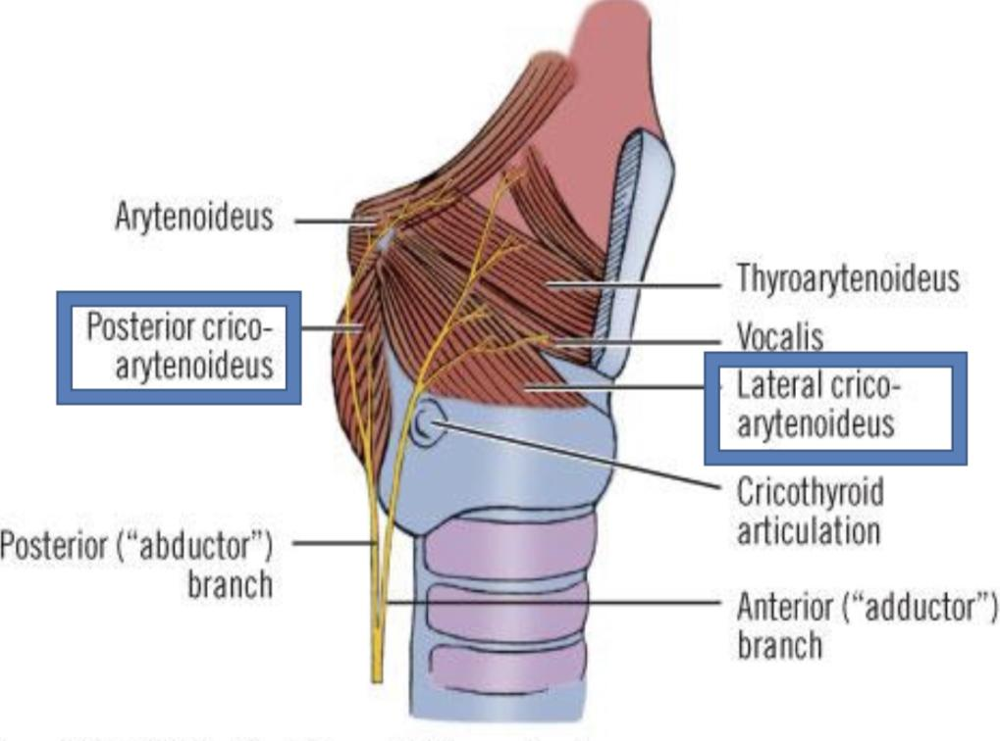 Arytenoideus
Posterior crico-
arytenoideus
Posterior (“abductor”)
branch
Thyroarytenoideus
Vocalis
Lateral crico-
arytenoideus
Cricothyroid
articulation
Anterior (“adductor”)
branch